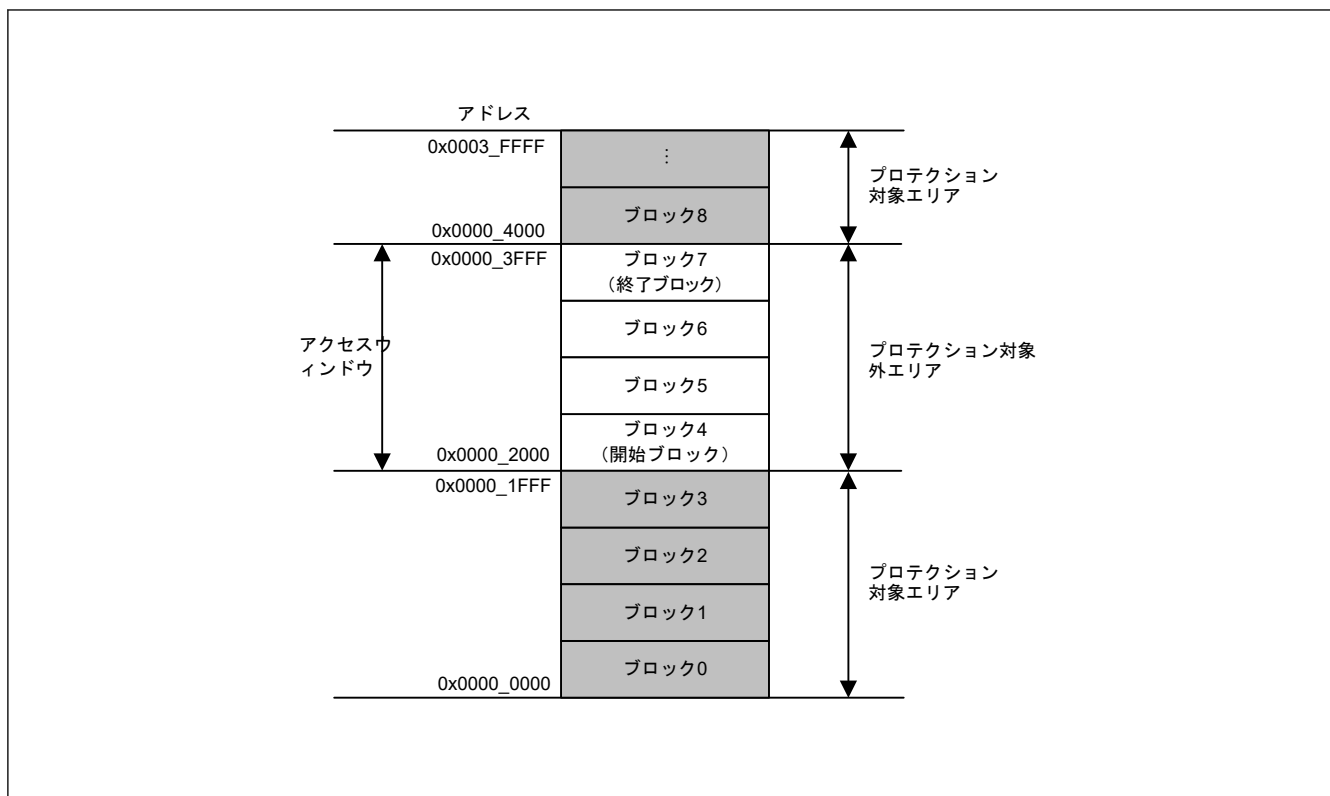 アドレス
0x0003_FFFF
⋮
プロテクション
対象エリア
ブロック8
0x0000_4000
0x0000_3FFF
ブロック7
（終了ブロック）
ブロック6
アクセスウ
ィンドウ
プロテクション対象
外エリア
ブロック5
ブロック4
（開始ブロック）
0x0000_2000
0x0000_1FFF
ブロック3
ブロック2
プロテクション
対象エリア
ブロック1
ブロック0
0x0000_0000